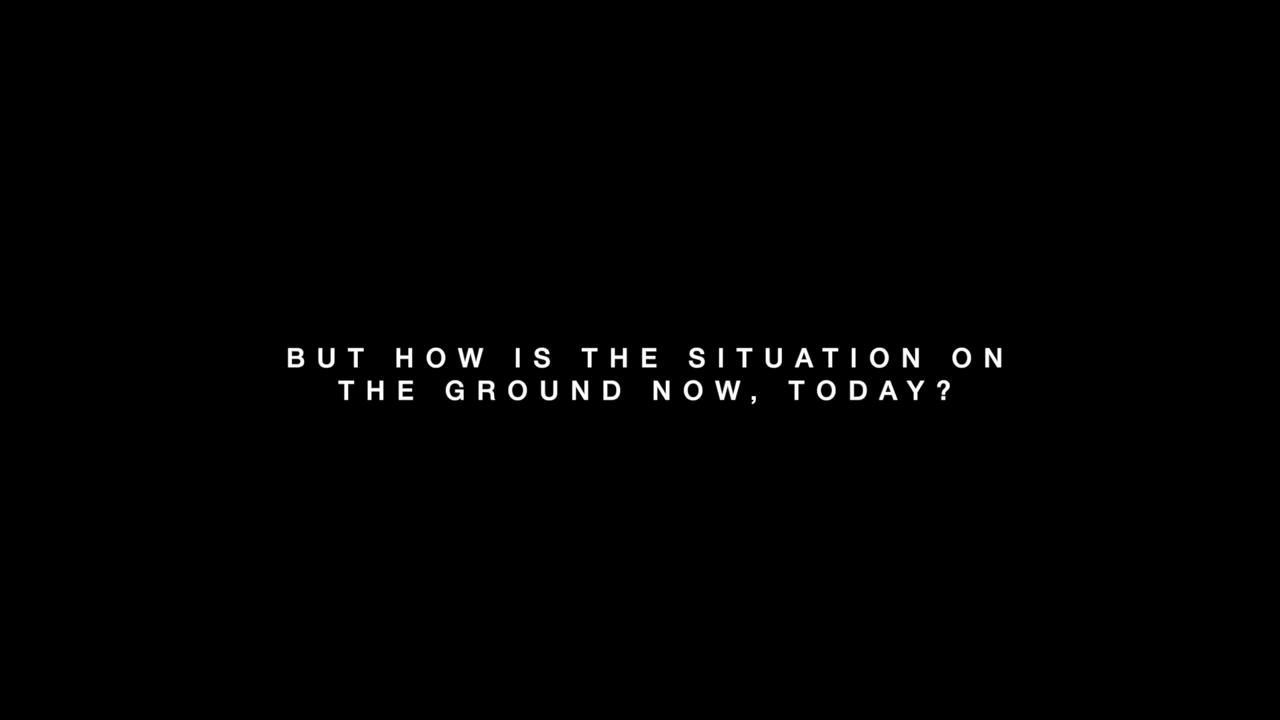 BUT HOW IS THE SITUATION ON
THE GROUND NOW, TODAY?